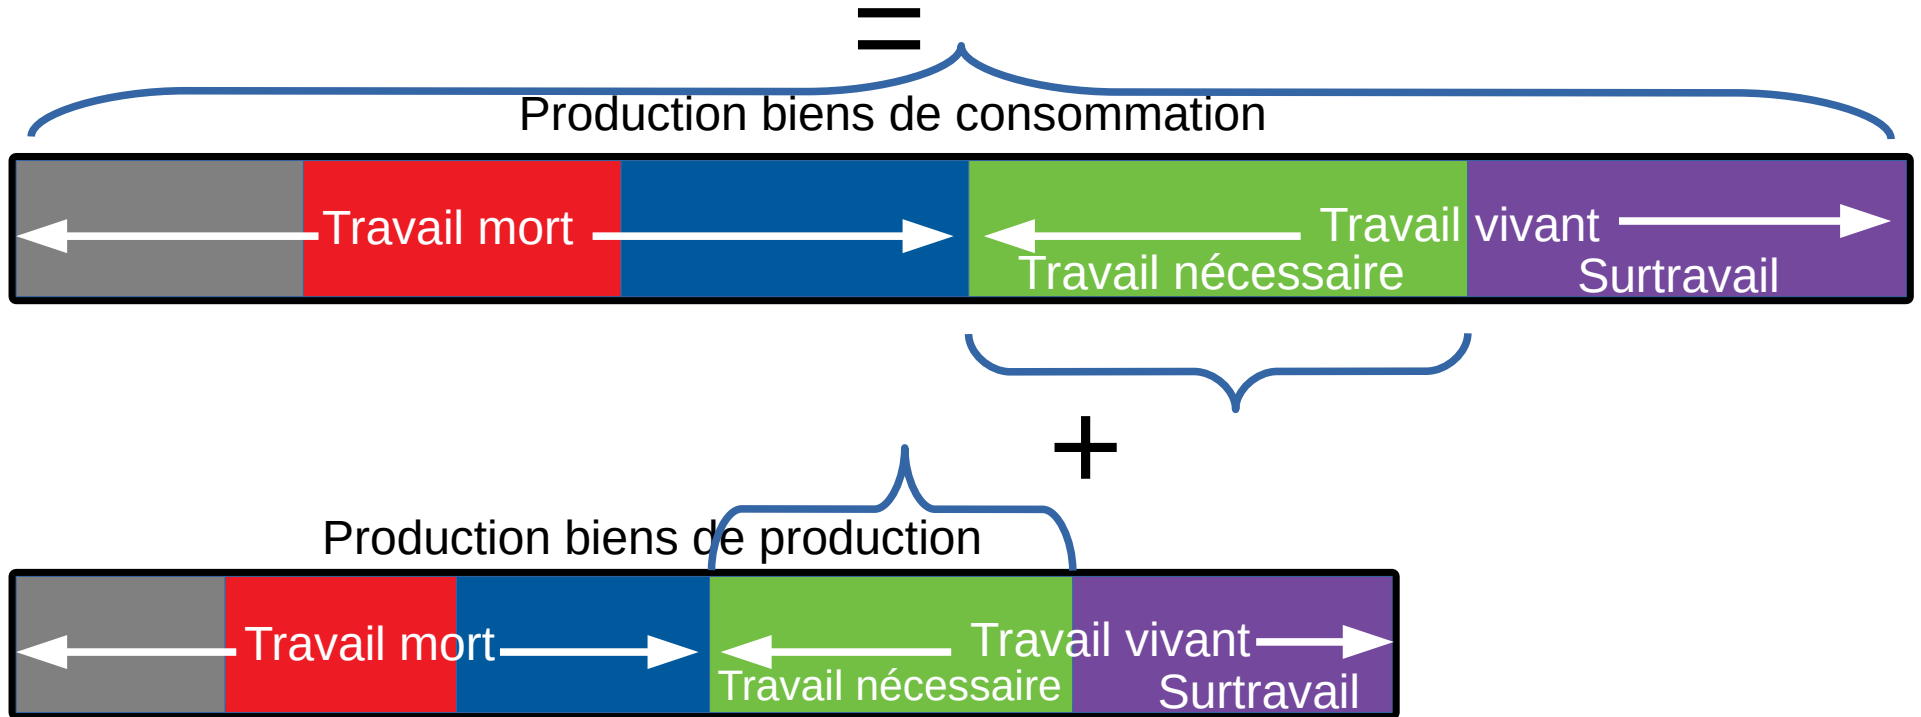 =
Production biens de consommation
Travail mort
Travail vivant
Travail nécessaire
Surtravail
+
Production biens de production
Travail mort
Travail vivant
Travail nécessaire
Surtravail